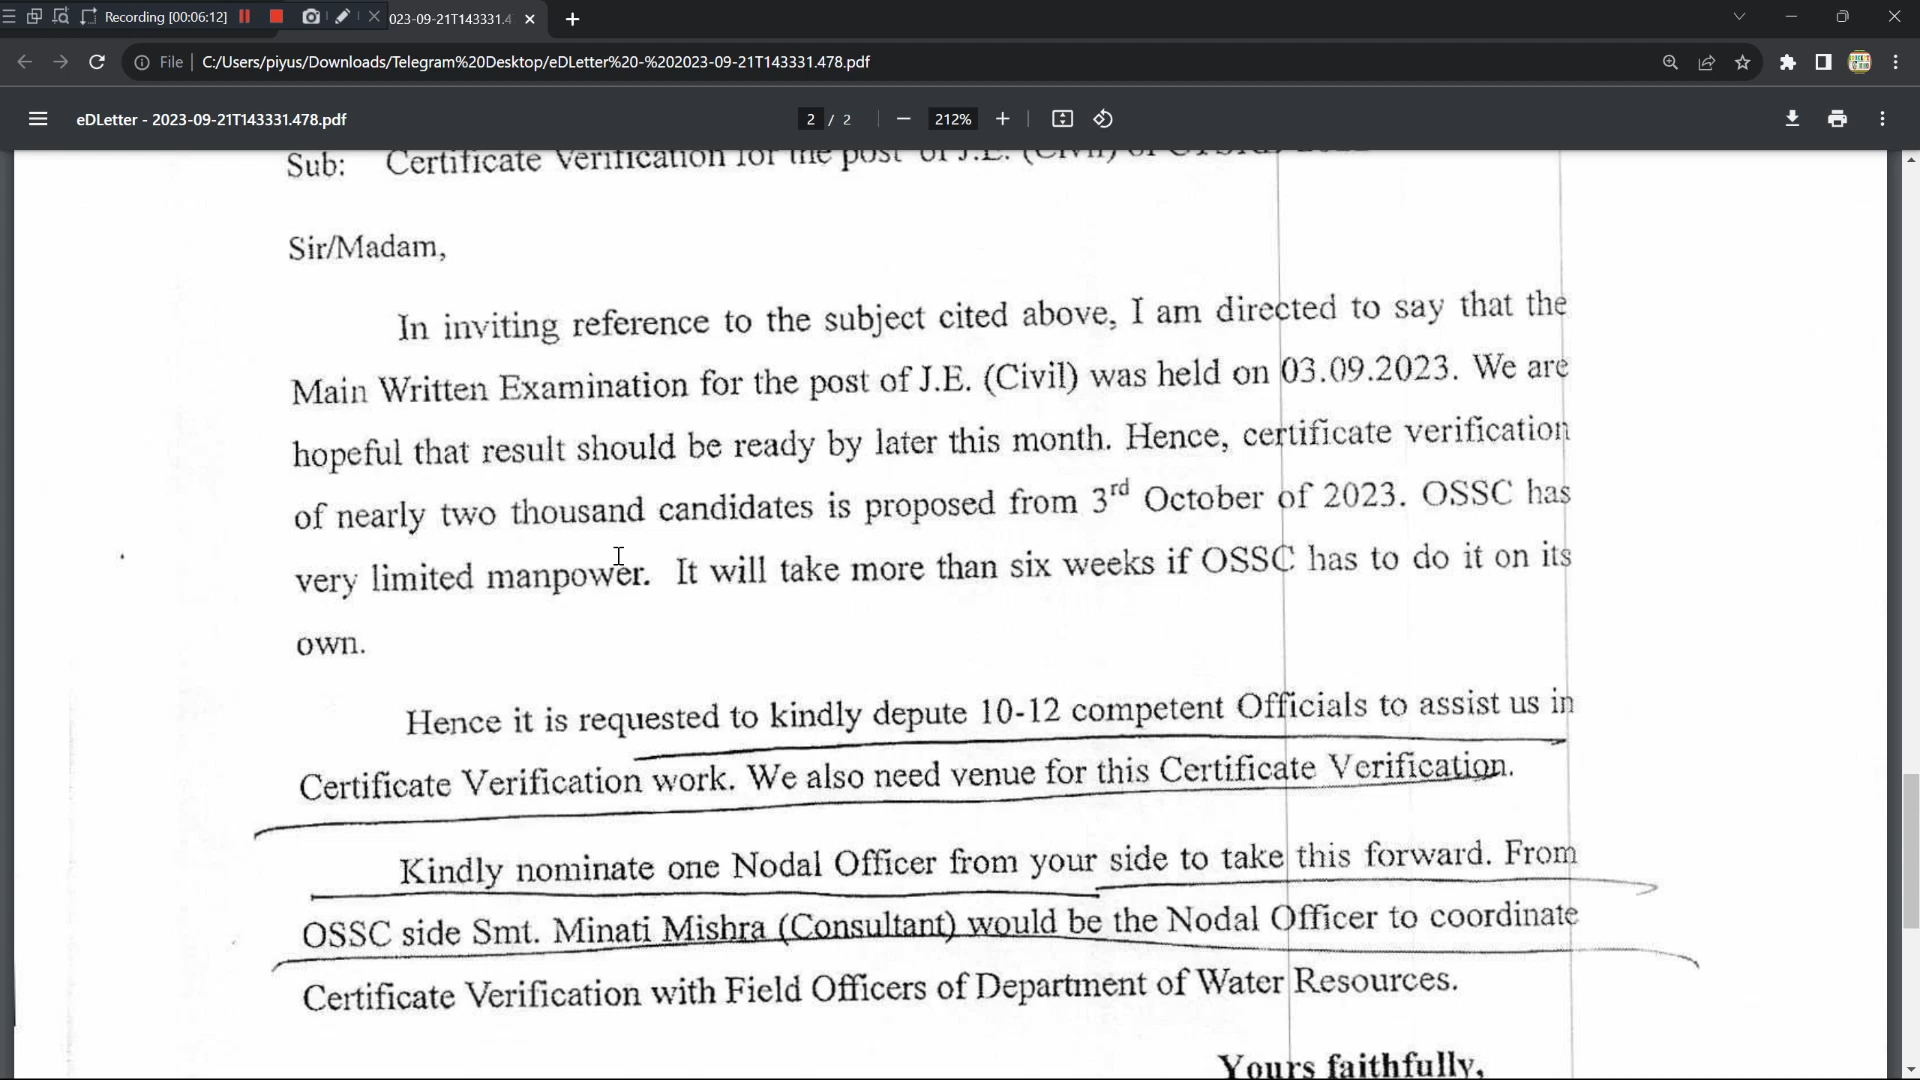 Recording [00:06:12]
023-09-21T143331.4
File
C:/Users/piyus/Downloads/Telegram%20Desktop/eDLetter%20-%202023-09-21T143331.478.pdf
eDLetter - 2023-09-21T143331.478.pdf
2 / 2
212%
Sub: Certificate Verification for the post of J.E. (Civil) of
Sir/Madam,
In inviting reference to the subject cited above, I am directed to say that the
Main Written Examination for the post of J.E. (Civil) was held on 03.09.2023. We are
hopeful that result should be ready by later this month. Hence, certificate verification
of nearly two thousand candidates is proposed from 3rd October of 2023. OSSC has
very limited manpower. It will take more than six weeks if OSSC has to do it on its
own.
Hence it is requested to kindly depute 10-12 competent Officials to assist us in
Certificate Verification work. We also need venue for this Certificate Verification.
Kindly nominate one Nodal Officer from your side to take this forward. From
OSSC side Smt. Minati Mishra (Consultant) would be the Nodal Officer to coordinate
Certificate Verification with Field Officers of Department of Water Resources.
Yours faithfully,